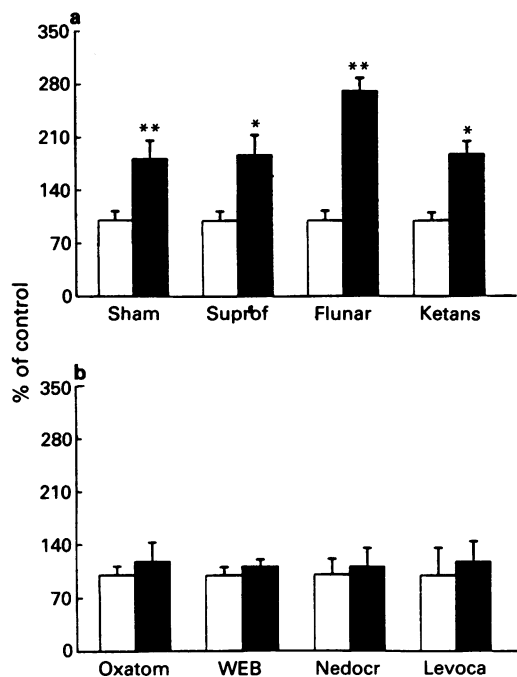 a
350
280
210
140
70
0
** * ** *
Sham Suprof Flunar Ketans
% of control
b
350
280
210
140
70
0
Oxatom WEB Nedocr Levoca